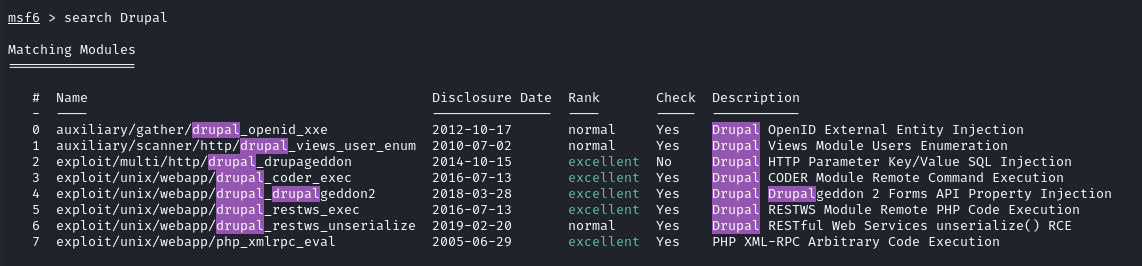 msf6 > search Drupal
Matching Modules
================
# Name Disclosure Date Rank Check Description
- ---- --------------- ---- ----- -----------
0 auxiliary/gather/drupal_openid_xxe 2012-10-17 normal Yes Drupal OpenID External Entity Injection
1 auxiliary/scanner/http/drupal_views_user_enum 2010-07-02 normal Yes Drupal Views Module Users Enumeration
2 exploit/multi/http/drupal_drupageddon 2014-10-15 excellent No Drupal HTTP Parameter Key/Value SQL Injection
3 exploit/unix/webapp/drupal_coder_exec 2016-07-13 excellent Yes Drupal CODER Module Remote Command Execution
4 exploit/unix/webapp/drupal_drupalgeddon2 2018-03-28 excellent Yes Drupal Drupalgeddon 2 Forms API Property Injection
5 exploit/unix/webapp/drupal_restws_exec 2016-07-13 excellent Yes Drupal RESTWS Module Remote PHP Code Execution
6 exploit/unix/webapp/drupal_restws_unserialize 2019-02-20 normal Yes Drupal RESTful Web Services unserialize() RCE
7 exploit/unix/webapp/php_xmlrpc_eval 2005-06-29 excellent Yes PHP XML-RPC Arbitrary Code Execution